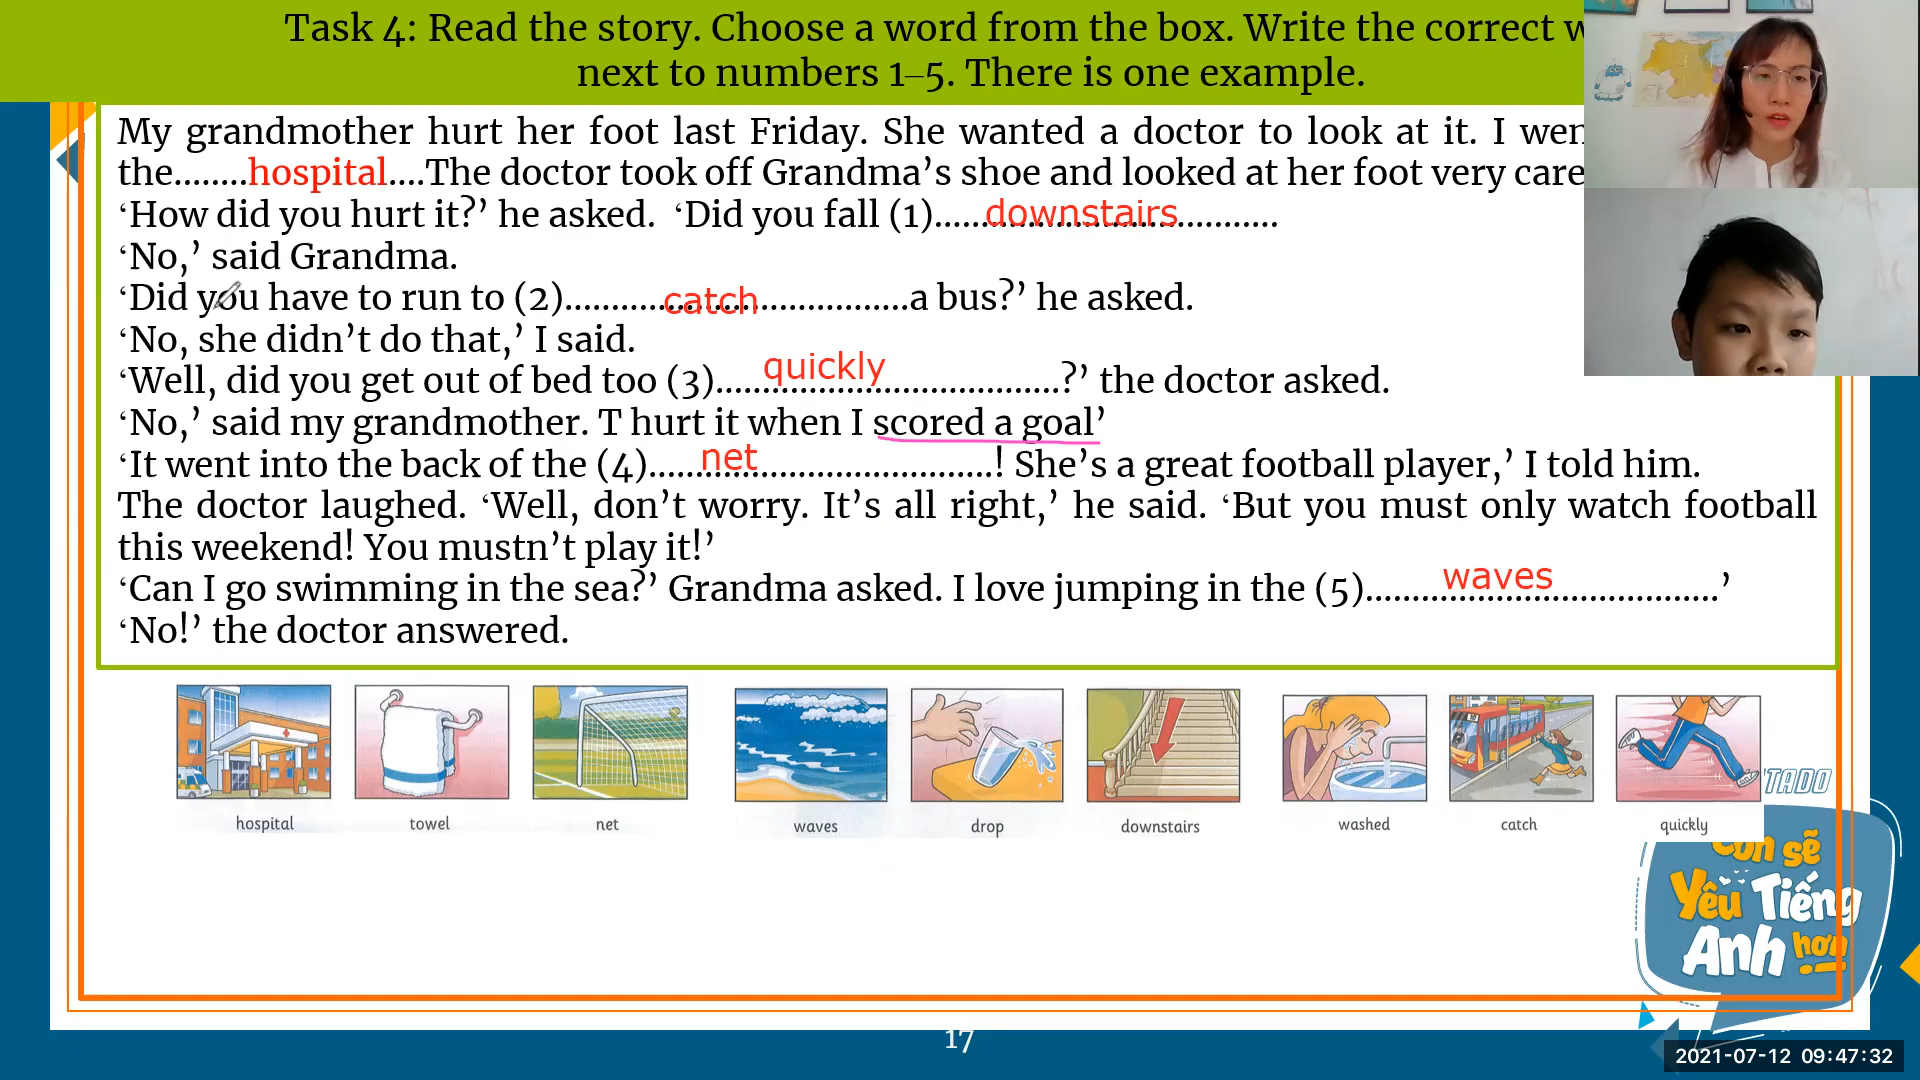 Task 4: Read the story. Choose a word from the box. Write the correct
next to numbers 1–5. There is one example.
My grandmother hurt her foot last Friday. She wanted a doctor to look at it. I
the........hospital....The doctor took off Grandma’s shoe and looked at her foot very
‘How did you hurt it?’ he asked. ‘Did you fall (1)....downstairs....
‘No,’ said Grandma.
‘Did you have to run to (2)....catch....a bus?’ he asked.
‘No, she didn’t do that,’ I said.
‘Well, did you get out of bed too (3)....quickly....?’ the doctor asked.
‘No,’ said my grandmother. T hurt it when I scored a goal’
‘It went into the back of the (4)....net....! She’s a great football player,’ I told him.
The doctor laughed. ‘Well, don’t worry. It’s all right,’ he said. ‘But you must only watch football
this weekend! You mustn’t play it!’
‘Can I go swimming in the sea?’ Grandma asked. I love jumping in the (5)....waves....’
‘No!’ the doctor answered.
hospital towel net waves drop downstairs washed catch quickly
Con sẽ
Yêu Tiếng
Anh hơn
17
2021-07-12 09:47:32